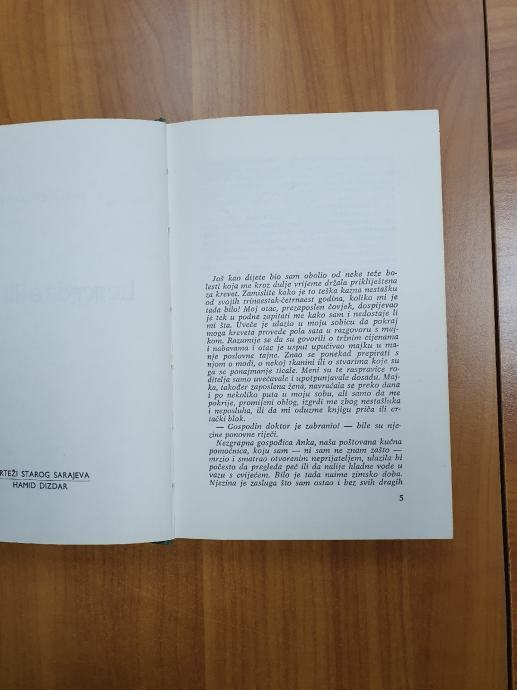 RTEŽI STAROG SARAJEVA
HAMID DIZDAR
Još kao dijete bio sam obolio od neke teže bo-
lesti koja me kroz dulje vrijeme držala prikliještena
za krevet. Zamislite kako je to teška kazna nestašku
od svojih trinaestak-četrnaest godina, koliko mi je
tada bilo! Moj otac, prezaposlen čovjek, dospijevao
je tek u podne zapitati me kako sam i nedostaje li
mi šta. Uveče je ulazio u moju sobicu da pokraj
moga kreveta provede pola sata u razgovoru s maj-
kom. Razumije se da su govorili o tržnim cijenama
i nabavama i otac je usput upućivao majku u ma-
nje poslovne tajne. Znao se ponekad prepirati s
njom o modi, o nekoj tkanini ili o stvarima koje su
ga se ponajmanje ticale. Meni su te raspravice ro-
ditelja samo uvećavale i upotpunjavale dosadu. Maj-
ka, također zaposlena žena, navraćala se preko dana
i po nekoliko puta u moju sobu, ali samo da me
pokrije, promijeni oblog, izgrdi me zbog nestašluka
i neposluha, ili da mi oduzme knjigu priča ili cr-
taćki blok.
— Gospodin doktor je zabranio! — bile su nje-
zine ponovne riječi.
Nezgrapna gospođica Anka, naša poštovana kućna
pomoćnica, koju sam — ni sam ne znam zašto —
mrzio i smatrao otvorenim neprijateljem, ulazila bi
počesto da pregleda peć ili da nalije hladne vode u
vazu s cvijećem. Bilo je tada naime zimsko doba.
Njezina je zasluga što sam ostao i bez svih dragih
5